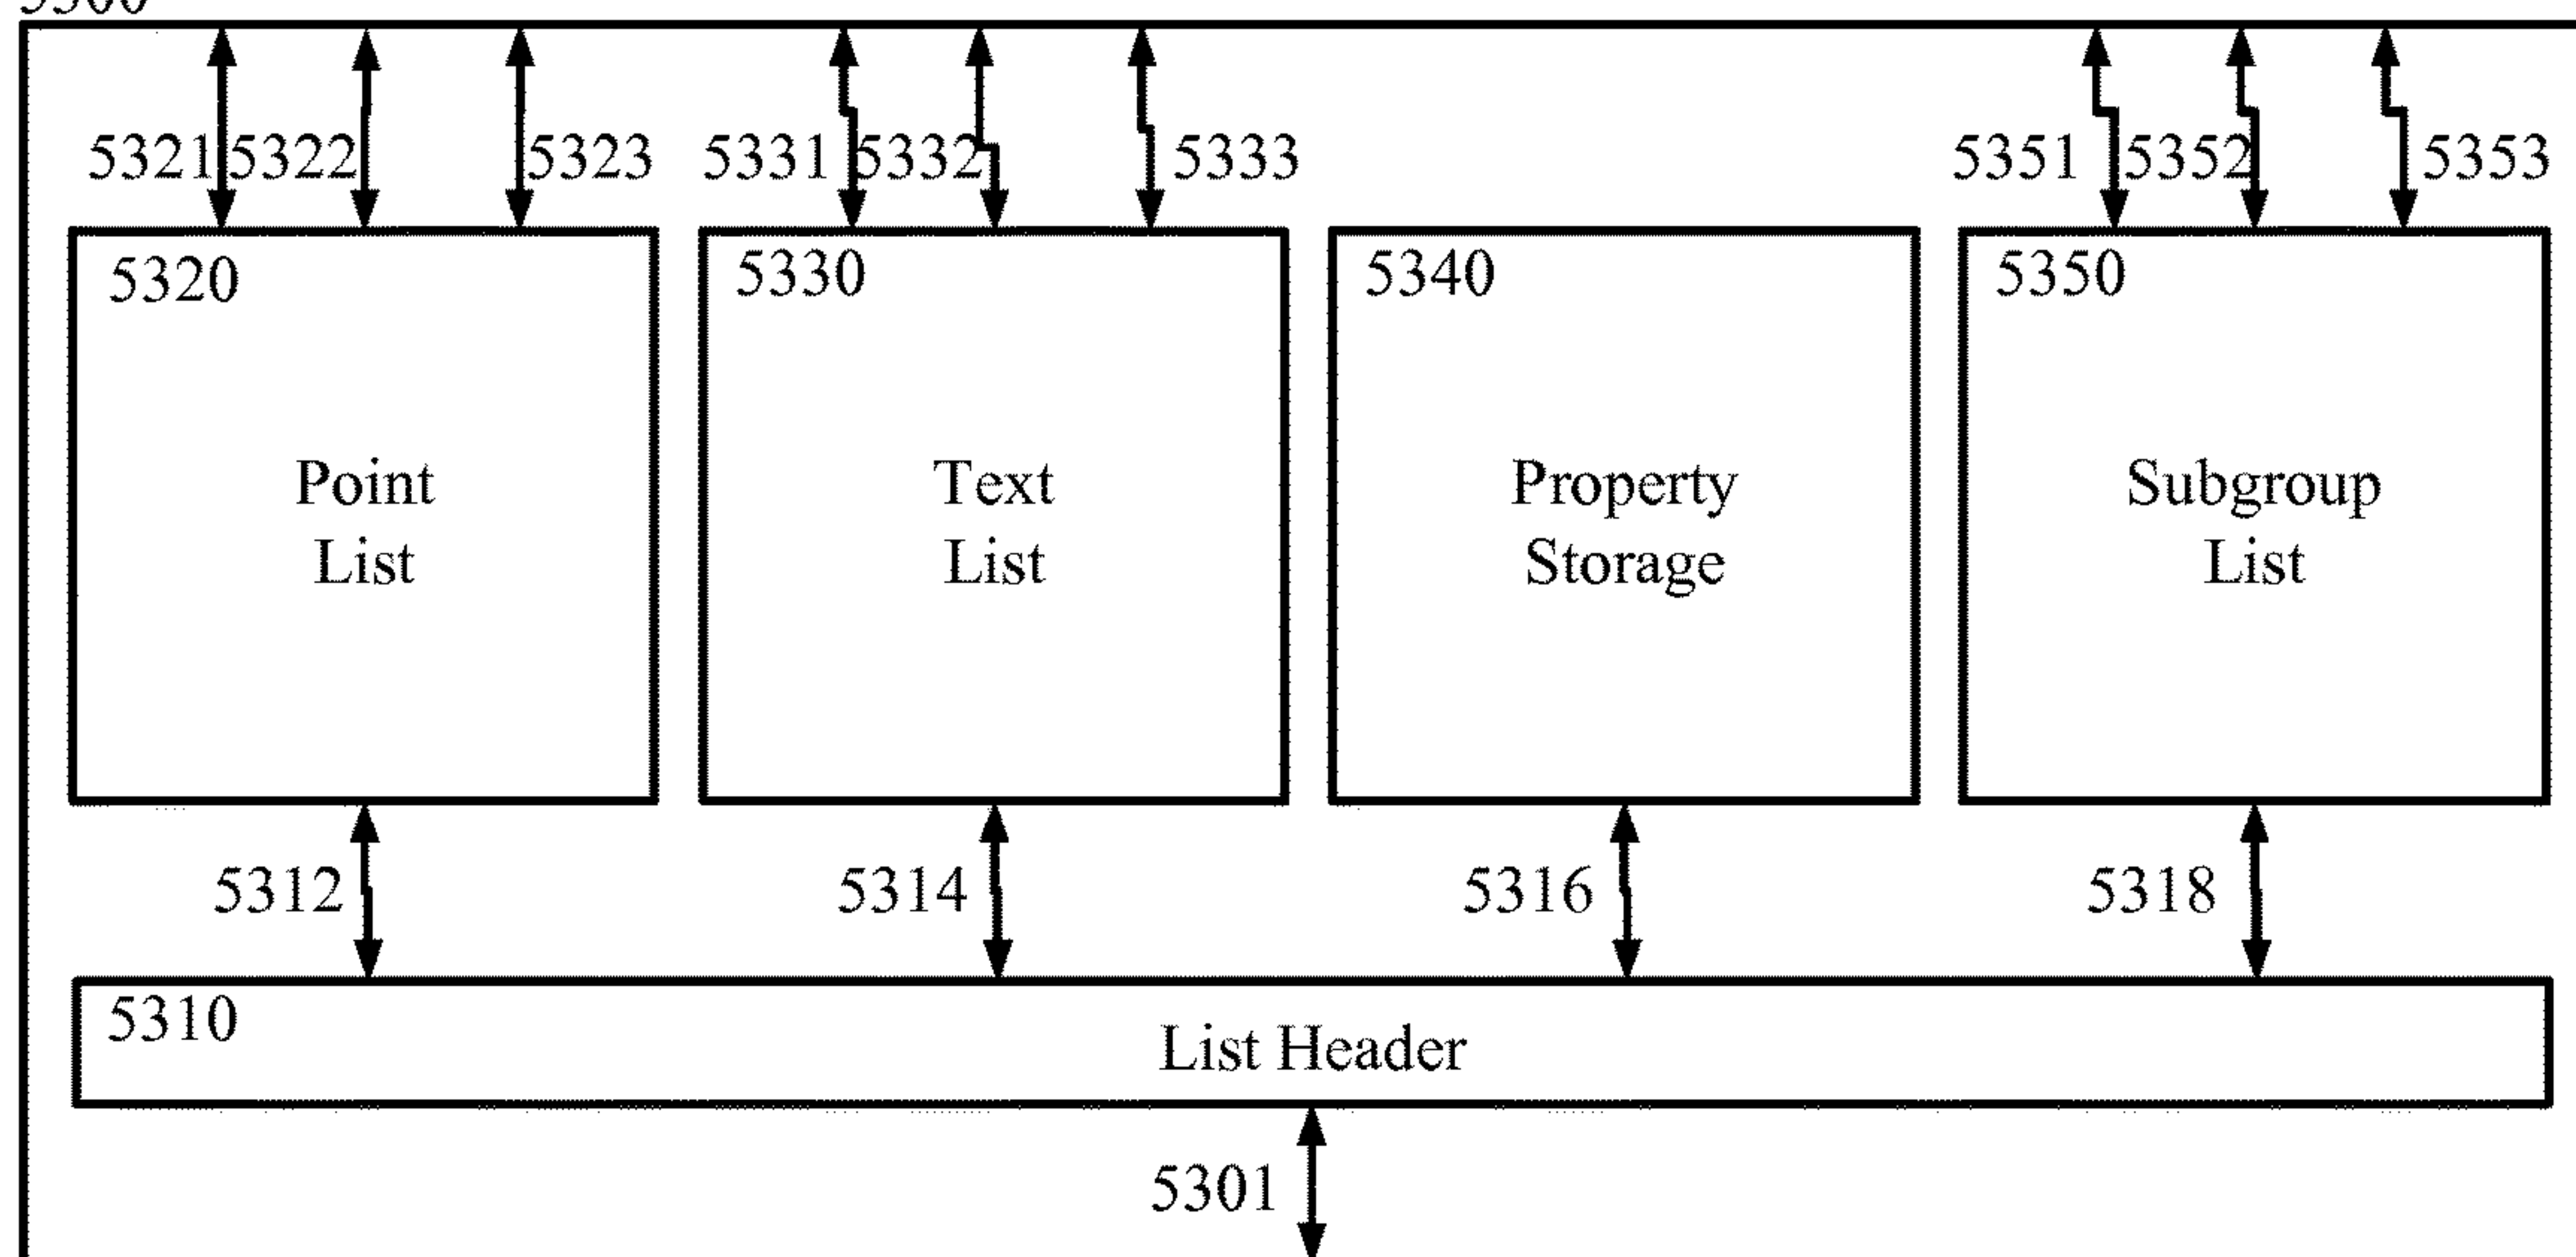 5321 5322 5323 5331 5332 5333 5351 5352 5353
5320 5330 5340 5350
Point Text Property Subgroup
List List Storage List
5312 5314 5316 5318
5310
List Header
5301